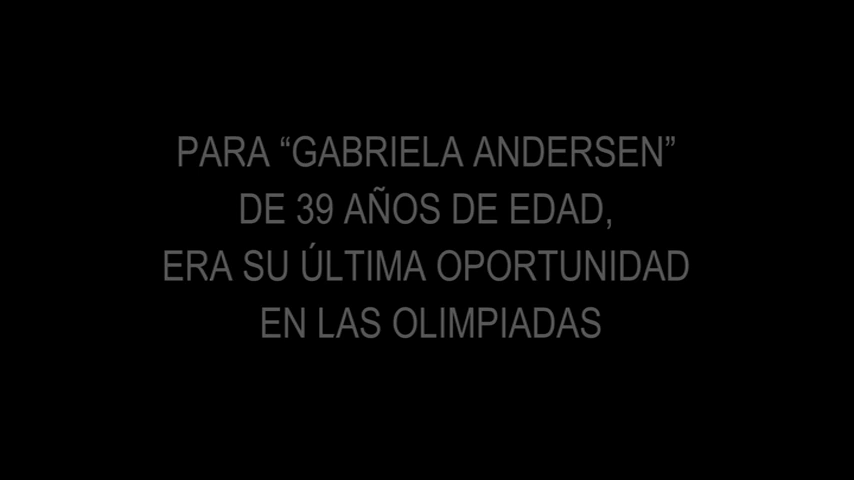 PARA “GABRIELA ANDERSEN”
DE 39 AÑOS DE EDAD,
ERA SU ÚLTIMA OPORTUNIDAD
EN LAS OLIMPIADAS